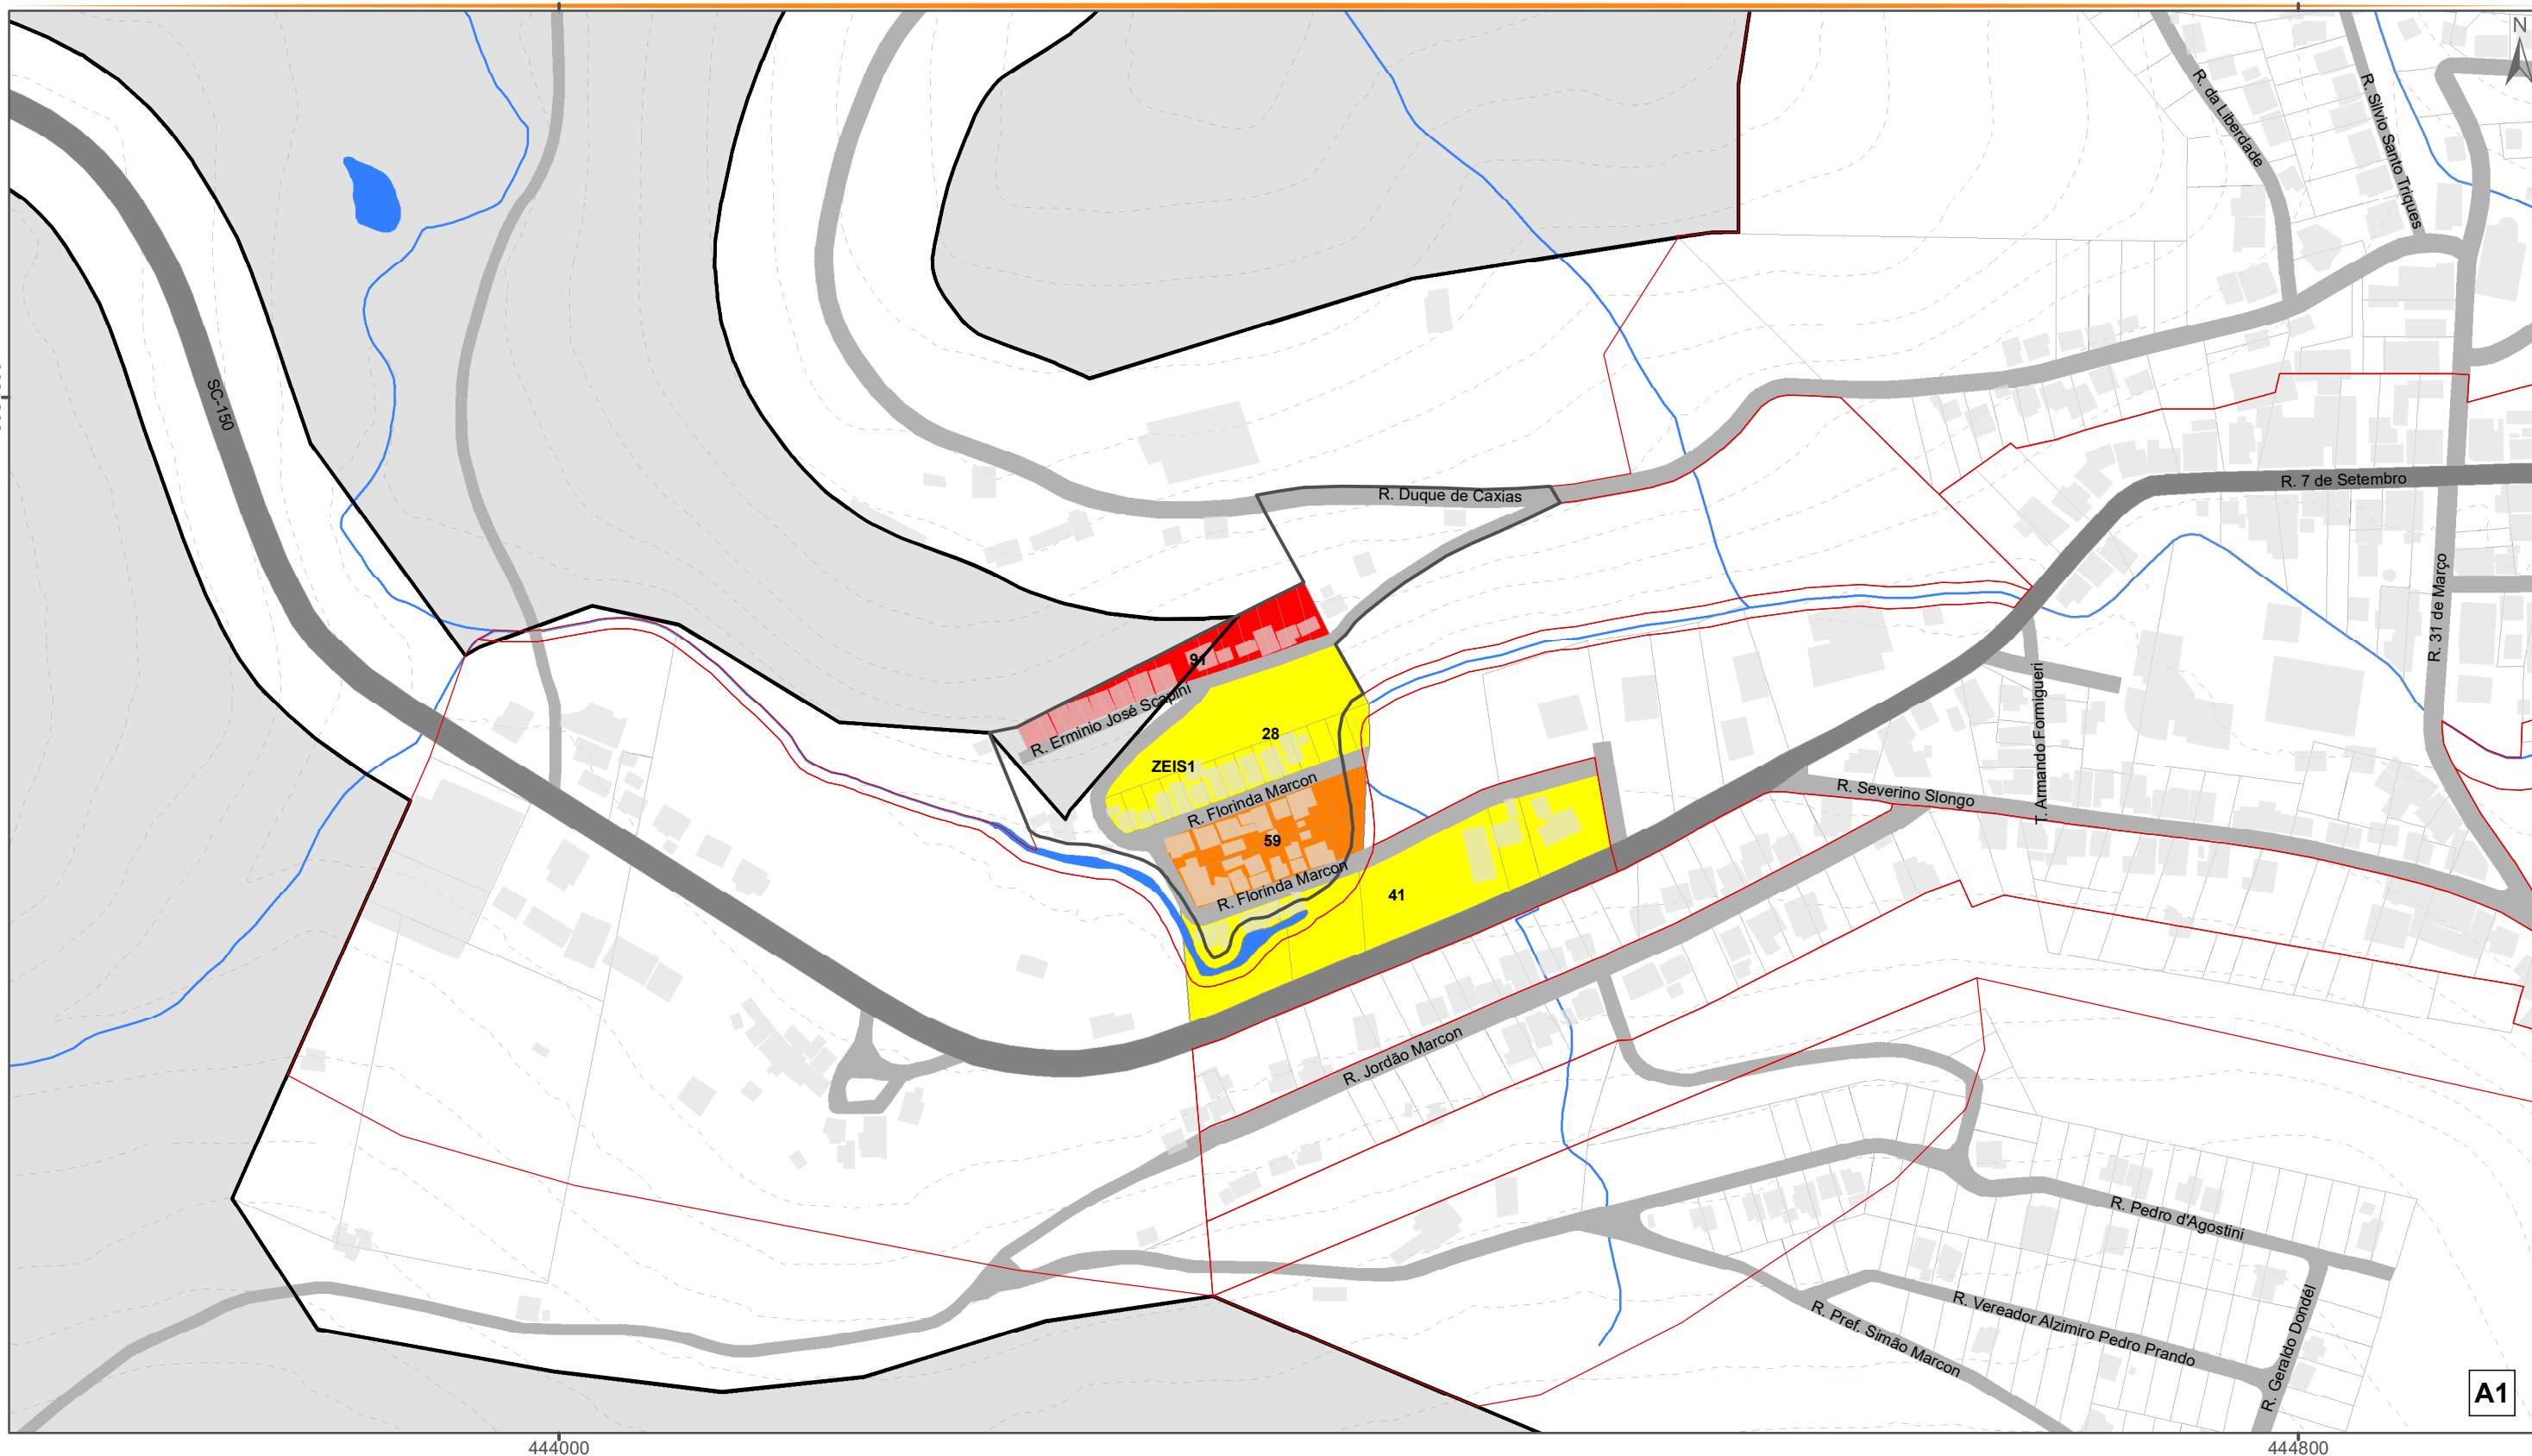 N
R. da Liberdade
R. Silvio Santo Triques
SC-150
R. Duque de Caxias
R. 7 de Setembro
R. 31 de Março
91
R. Erminio José Scapini
28
ZEIS1
R. Florinda Marcon
59
R. Florinda Marcon
41
T. Armando Formigueri
R. Severino Slongo
R. Jordão Marcon
R. Pedro d'Agostini
R. Vereador Alzimiro Pedro Prando
R. Pref. Simão Marcon
R. Geraldo Dondél
A1
444000
444800